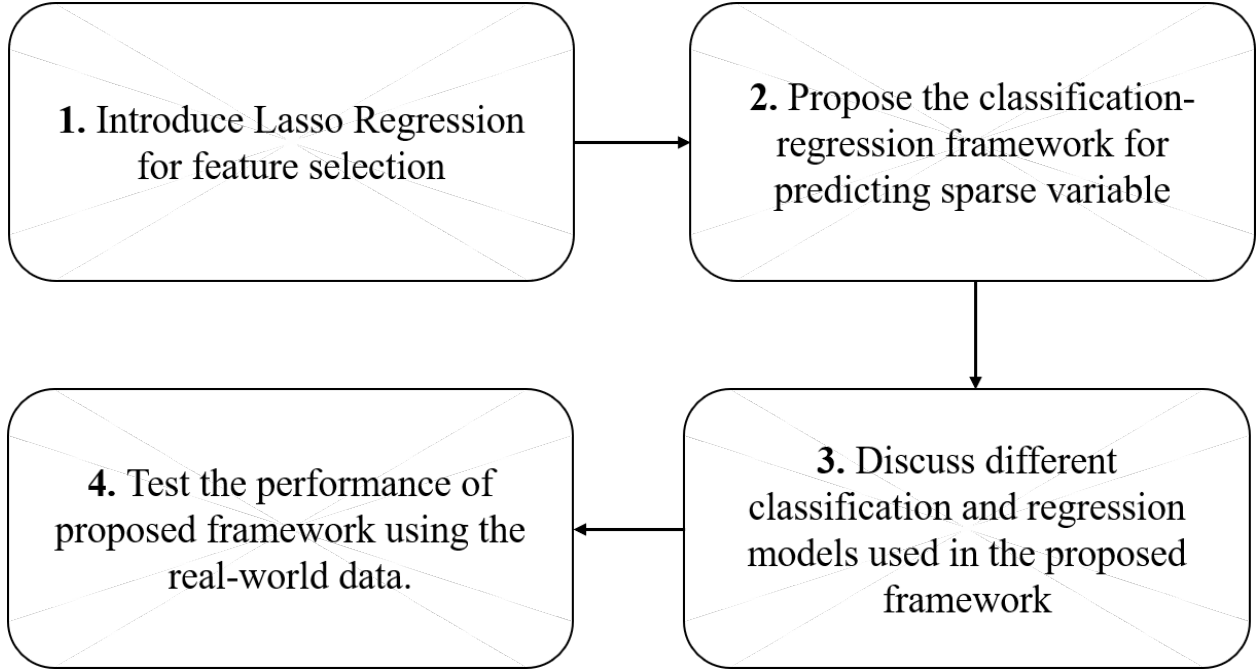 1. Introduce Lasso Regression
for feature selection
2. Propose the classification-
regression framework for
predicting sparse variable
3. Discuss different
classification and regression
models used in the proposed
framework
4. Test the performance of
proposed framework using the
real-world data.